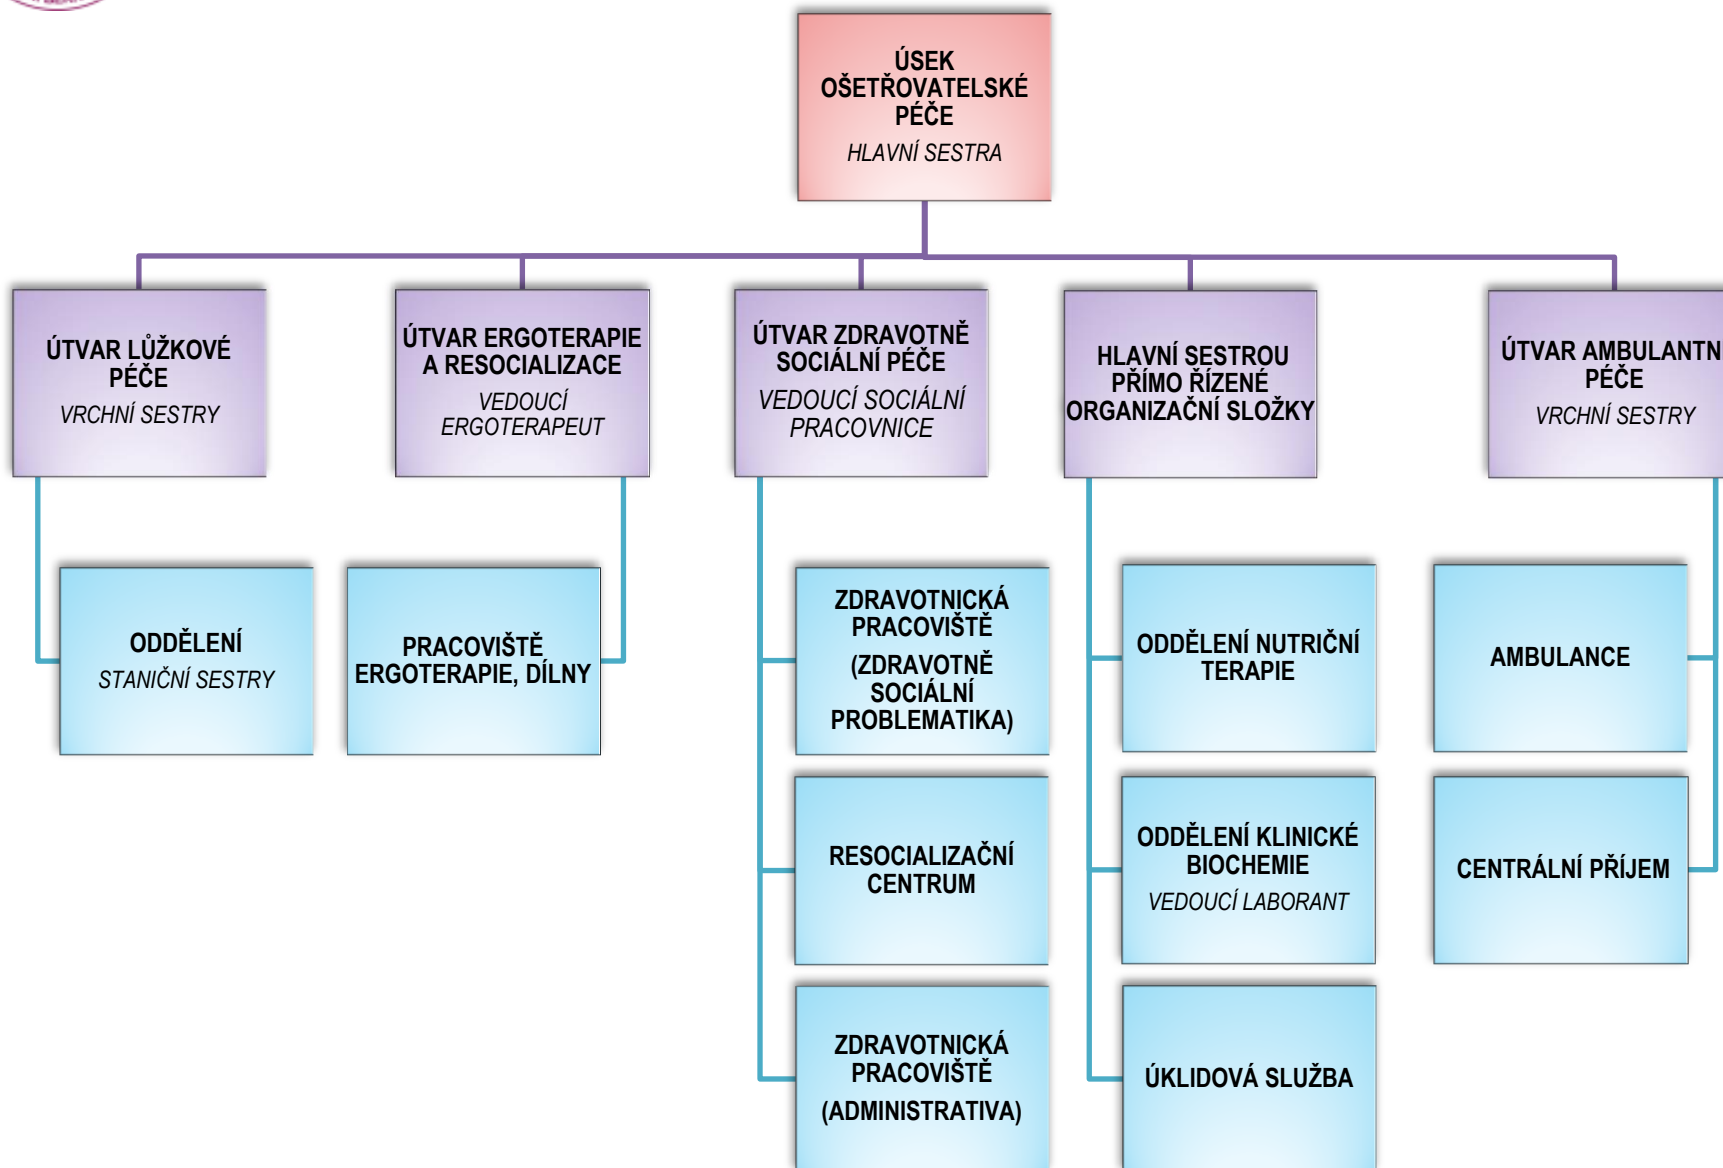 ÚSEK
OŠETŘOVATELSKÉ
PÉČE
HLAVNÍ SESTRA
ÚTVAR LŮŽKOVÉ
PÉČE
VRCHNÍ SESTRY
ÚTVAR ERGOTERAPIE
A RESOCIALIZACE
VEDOUCÍ
ERGOTERAPEUT
ÚTVAR ZDRAVOTNĚ
SOCIÁLNÍ PÉČE
VEDOUCÍ SOCIÁLNÍ
PRACOVNICE
HLAVNÍ SESTROU
PŘÍMO ŘÍZENÉ
ORGANIZAČNÍ SLOŽKY
ÚTVAR AMBULANTN
PÉČE
VRCHNÍ SESTRY
ODDĚLENÍ
STANIČNÍ SESTRY
PRACOVIŠTĚ
ERGOTERAPIE, DÍLNY
ZDRAVOTNICKÁ
PRACOVIŠTĚ
(ZDRAVOTNĚ
SOCIÁLNÍ
PROBLEMATIKA)
ODDĚLENÍ NUTRIČNÍ
TERAPIE
AMBULANCE
RESOCIALIZAČNÍ
CENTRUM
ODDĚLENÍ KLINICKÉ
BIOCHEMIE
VEDOUCÍ LABORANT
CENTRÁLNÍ PŘÍJEM
ZDRAVOTNICKÁ
PRACOVIŠTĚ
(ADMINISTRATIVA)
ÚKLIDOVÁ SLUŽBA